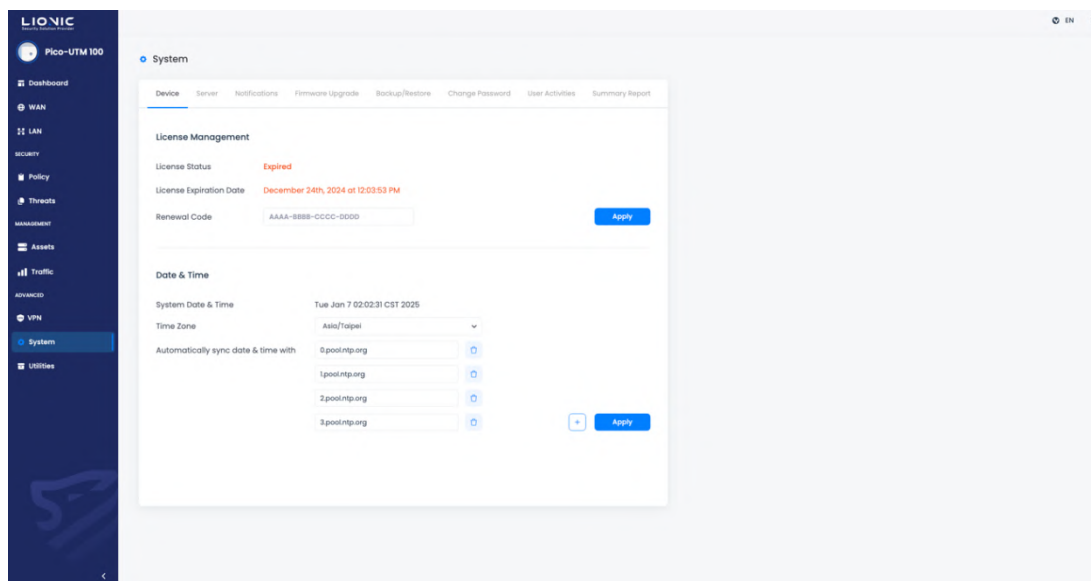 LIONIC
Security Solution Provider
EN
Pico-UTM 100
Dashboard
WAN
LAN
SECURITY
Policy
Threats
MANAGEMENT
Assets
Traffic
ADVANCED
VPN
System
Utilities
System
Device Server Notifications Firmware Upgrade Backup/Restore Change Password User Activities Summary Report
License Management
License Status Expired
License Expiration Date December 24th, 2024 at 12:03:53 PM
Renewal Code AAAA-BBBB-CCCC-DDDD Apply
Date & Time
System Date & Time Tue Jan 7 02:02:31 CST 2025
Time Zone Asia/Taipei
Automatically sync date & time with 0.pool.ntp.org
1.pool.ntp.org
2.pool.ntp.org
3.pool.ntp.org + Apply